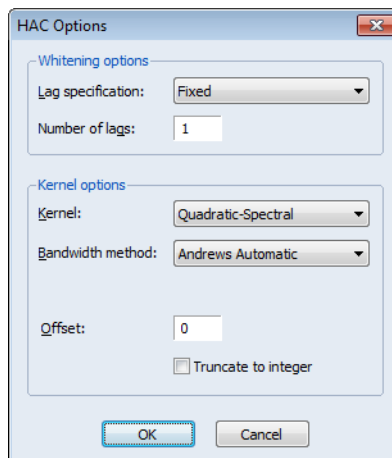 HAC Options
Whitening options
Lag specification: Fixed
Number of lags: 1
Kernel options
Kernel: Quadratic-Spectral
Bandwidth method: Andrews Automatic
Offset: 0
Truncate to integer
OK Cancel